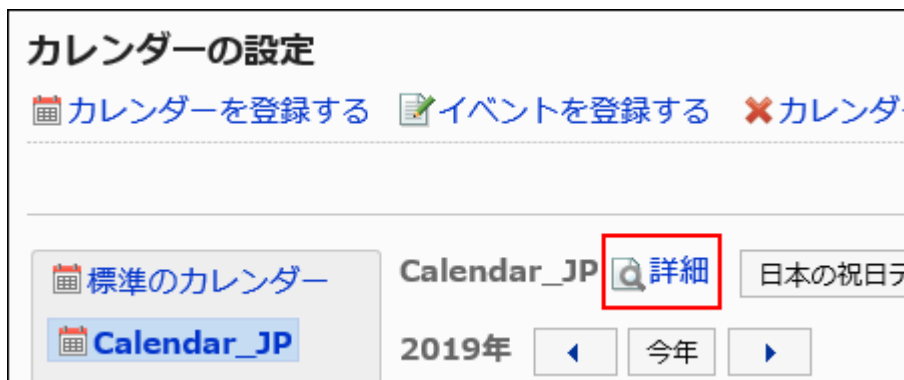 カレンダーの設定
カレンダーを登録する イベントを登録する カレンダ
標準のカレンダー
Calendar_JP
Calendar_JP 詳細 日本の祝日デ
2019年 今年